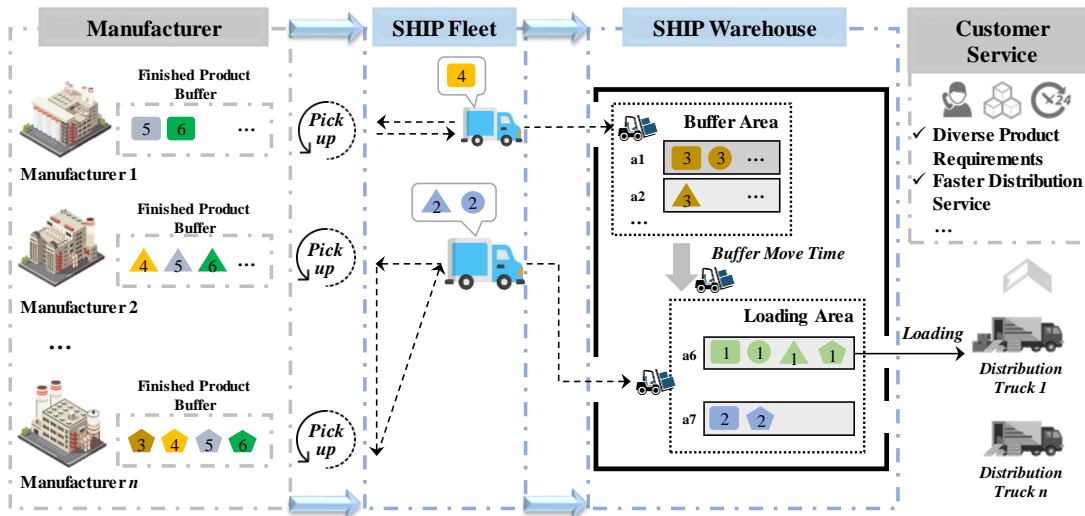 Manufacturer
SHIP Fleet
SHIP Warehouse
Customer
Service
Finished Product
Buffer
5 6 ...
Manufacturer 1
Pick
up
4
Buffer Area
a1 3 3 ...
a2 3 ...
...
24
✓ Diverse Product
Requirements
✓ Faster Distribution
Service
...
Finished Product
Buffer
4 5 6 ...
Manufacturer 2
...
Pick
up
2 2
Buffer Move Time
Loading Area
a6 1 1 1 1
a7 2 2
Loading
Distribution
Truck 1
Finished Product
Buffer
3 4 5 6
Manufacturer n
Pick
up
Distribution
Truck n